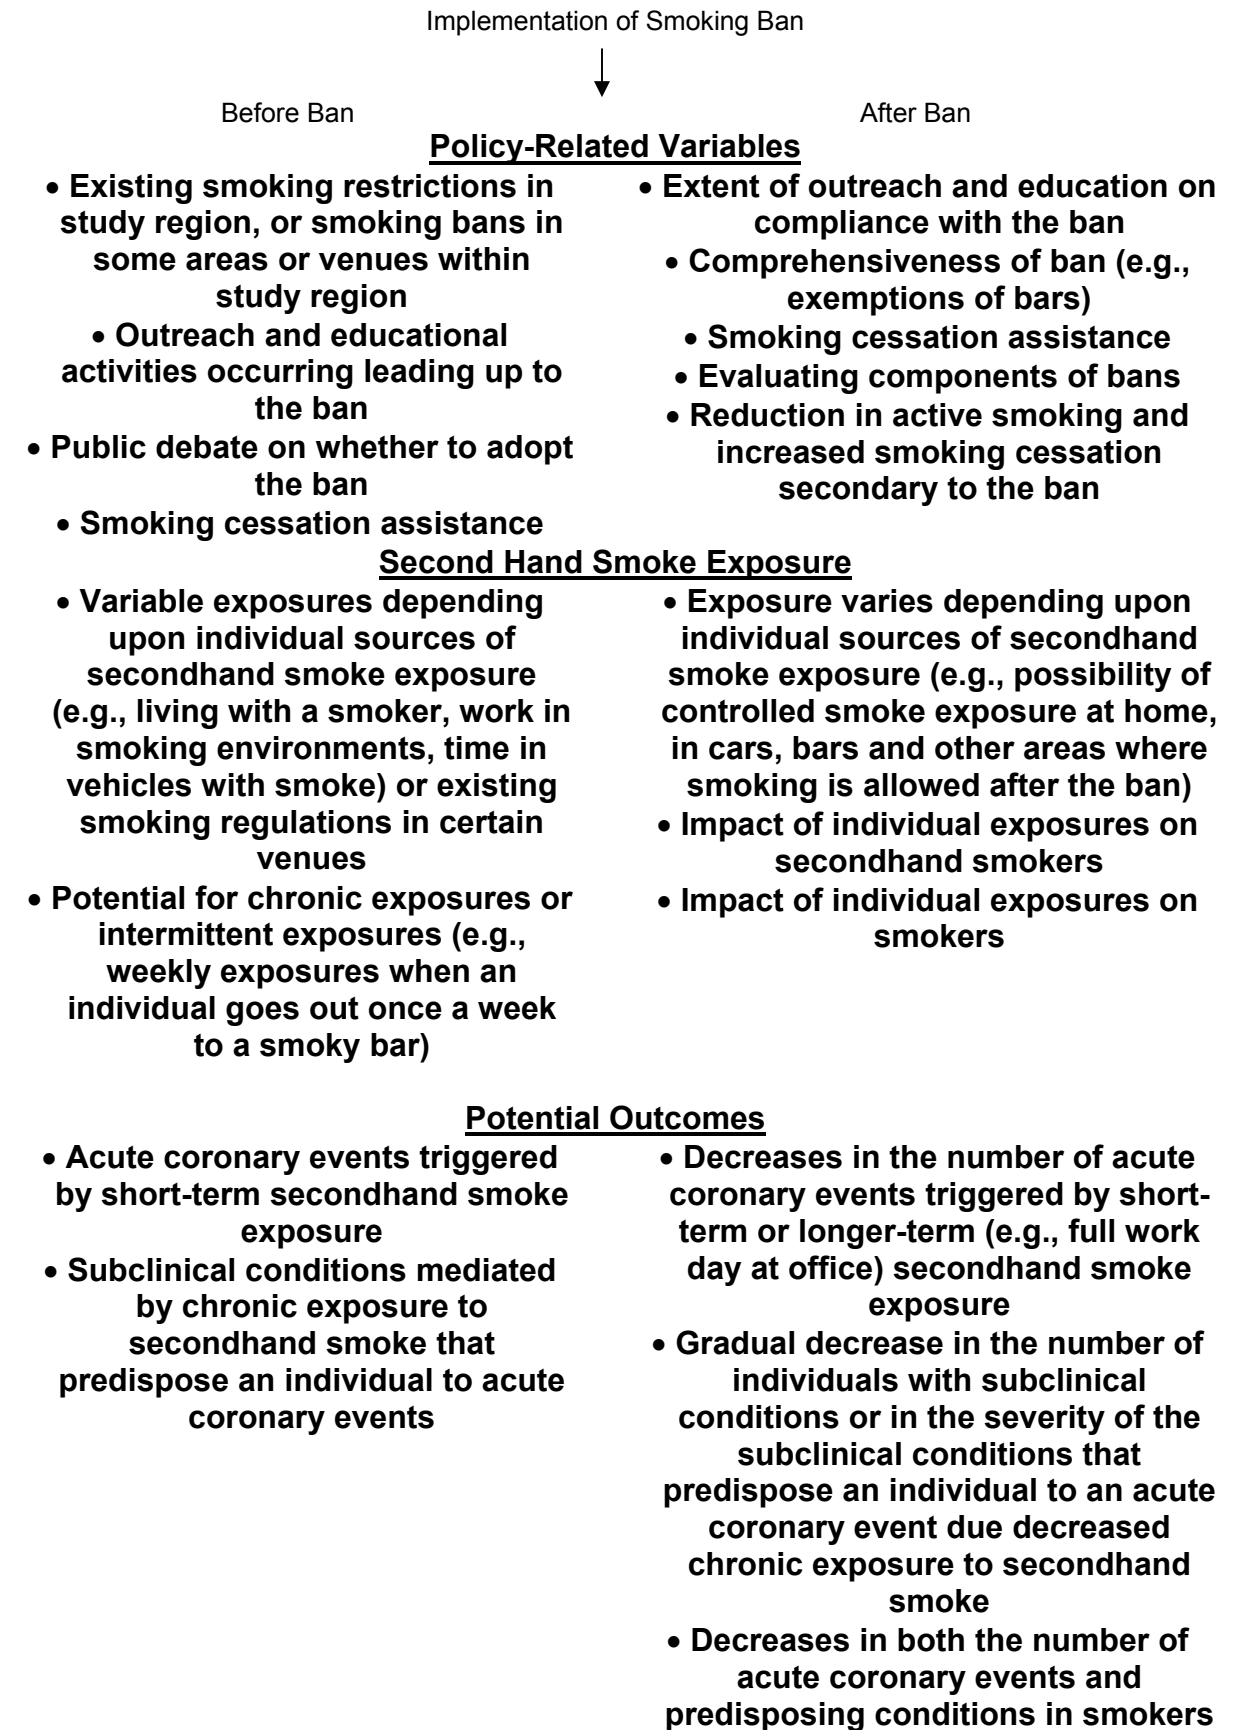 Implementation of Smoking Ban
Before Ban
After Ban
Policy-Related Variables
• Existing smoking restrictions in
study region, or smoking bans in
some areas or venues within
study region
• Outreach and educational
activities occurring leading up to
the ban
• Public debate on whether to adopt
the ban
• Smoking cessation assistance
• Extent of outreach and education on
compliance with the ban
• Comprehensiveness of ban (e.g.,
exemptions of bars)
• Smoking cessation assistance
• Evaluating components of bans
• Reduction in active smoking and
increased smoking cessation
secondary to the ban
Second Hand Smoke Exposure
• Variable exposures depending
upon individual sources of
secondhand smoke exposure
(e.g., living with a smoker, work in
smoking environments, time in
vehicles with smoke) or existing
smoking regulations in certain
venues
• Potential for chronic exposures or
intermittent exposures (e.g.,
weekly exposures when an
individual goes out once a week
to a smoky bar)
• Exposure varies depending upon
individual sources of secondhand
smoke exposure (e.g., possibility of
controlled smoke exposure at home,
in cars, bars and other areas where
smoking is allowed after the ban)
• Impact of individual exposures on
secondhand smokers
• Impact of individual exposures on
smokers
Potential Outcomes
• Acute coronary events triggered
by short-term secondhand smoke
exposure
• Subclinical conditions mediated
by chronic exposure to
secondhand smoke that
predispose an individual to acute
coronary events
• Decreases in the number of acute
coronary events triggered by short-
term or longer-term (e.g., full work
day at office) secondhand smoke
exposure
• Gradual decrease in the number of
individuals with subclinical
conditions or in the severity of the
subclinical conditions that
predispose an individual to an acute
coronary event due decreased
chronic exposure to secondhand
smoke
• Decreases in both the number of
acute coronary events and
predisposing conditions in smokers